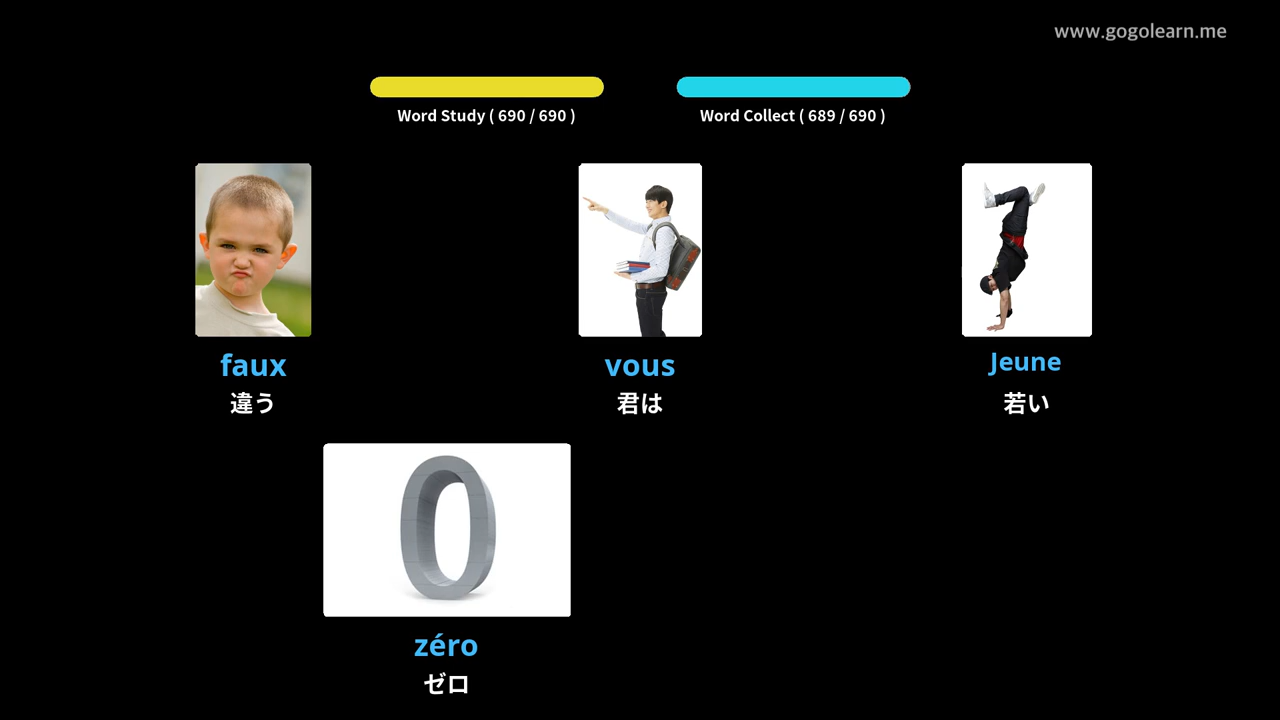 www.gogolearn.me
Word Study ( 690 / 690 )
Word Collect ( 689 / 690 )
faux
違う
vous
君は
Jeune
若い
zéro
ゼロ